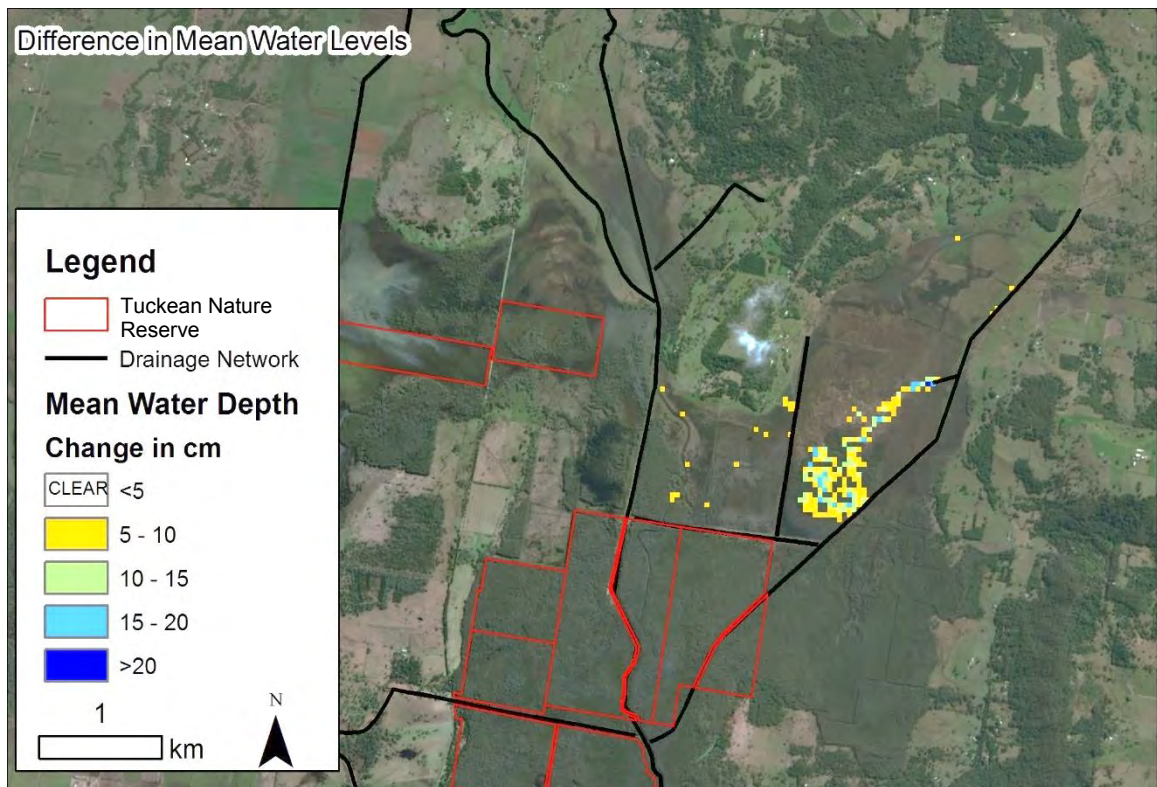 Difference in Mean Water Levels
Legend
Tuckean Nature
Reserve
Drainage Network
Mean Water Depth
Change in cm
CLEAR <5
5 - 10
10 - 15
15 - 20
>20
1
km
N